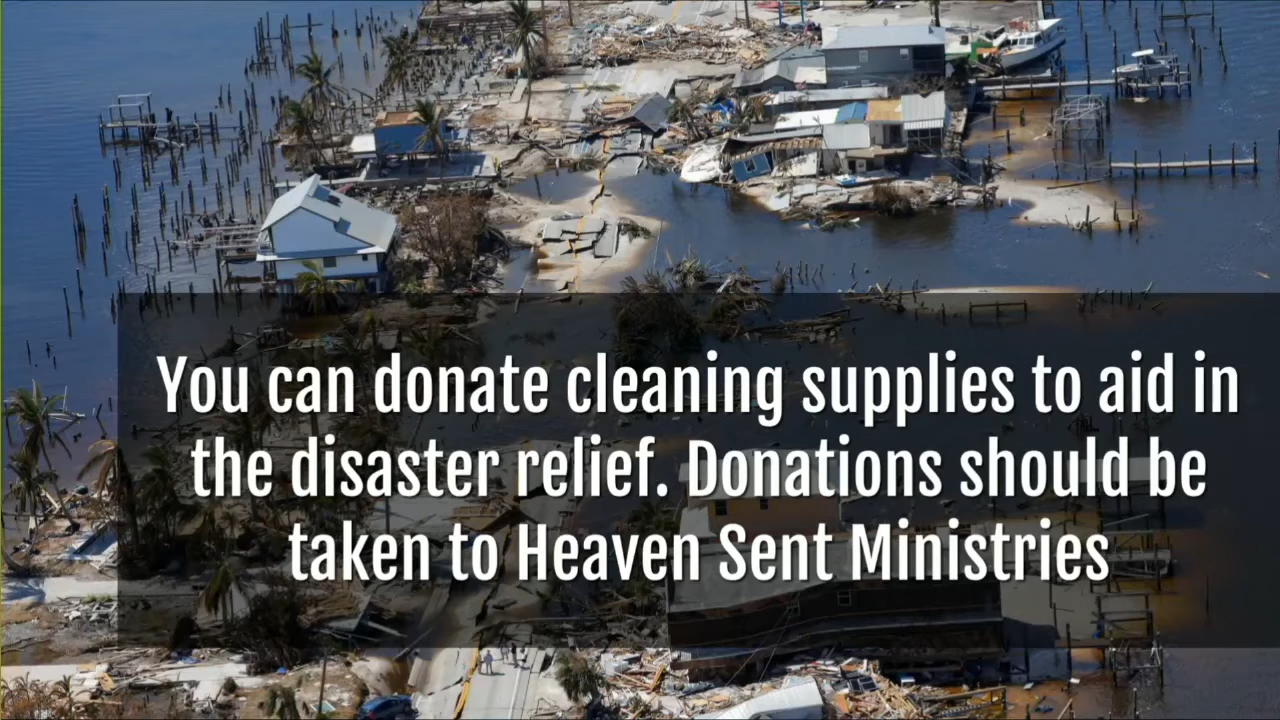 You can donate cleaning supplies to aid in
the disaster relief. Donations should be
taken to Heaven Sent Ministries